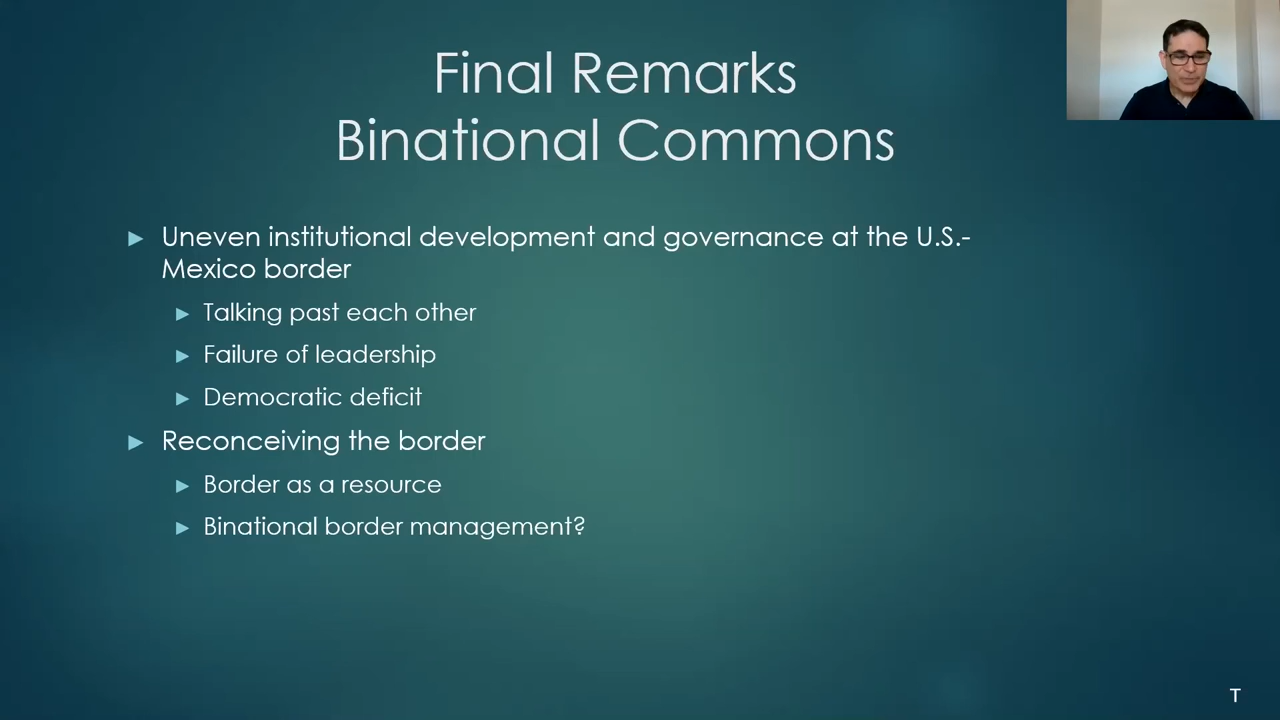 Final Remarks
Binational Commons
Uneven institutional development and governance at the U.S.-
Mexico border
Talking past each other
Failure of leadership
Democratic deficit
Reconceiving the border
Border as a resource
Binational border management?
T